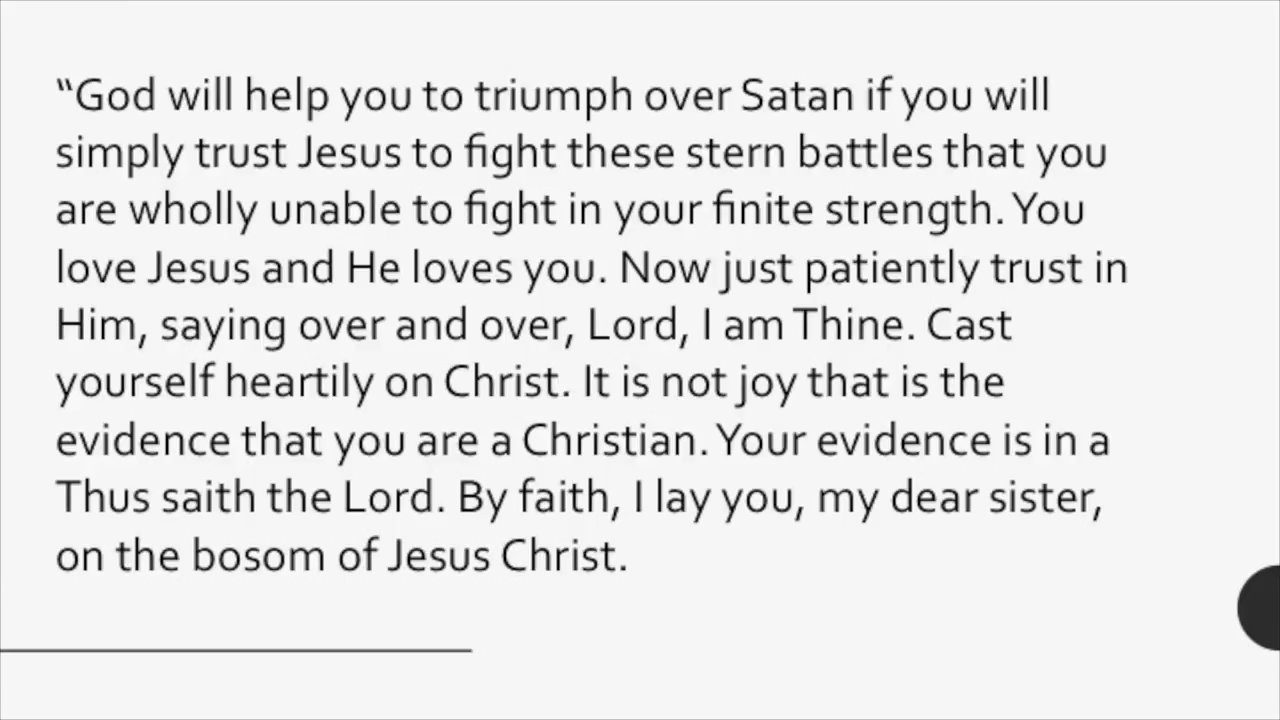 “God will help you to triumph over Satan if you will
simply trust Jesus to fight these stern battles that you
are wholly unable to fight in your finite strength. You
love Jesus and He loves you. Now just patiently trust in
Him, saying over and over, Lord, I am Thine. Cast
yourself heartily on Christ. It is not joy that is the
evidence that you are a Christian. Your evidence is in a
Thus saith the Lord. By faith, I lay you, my dear sister,
on the bosom of Jesus Christ.